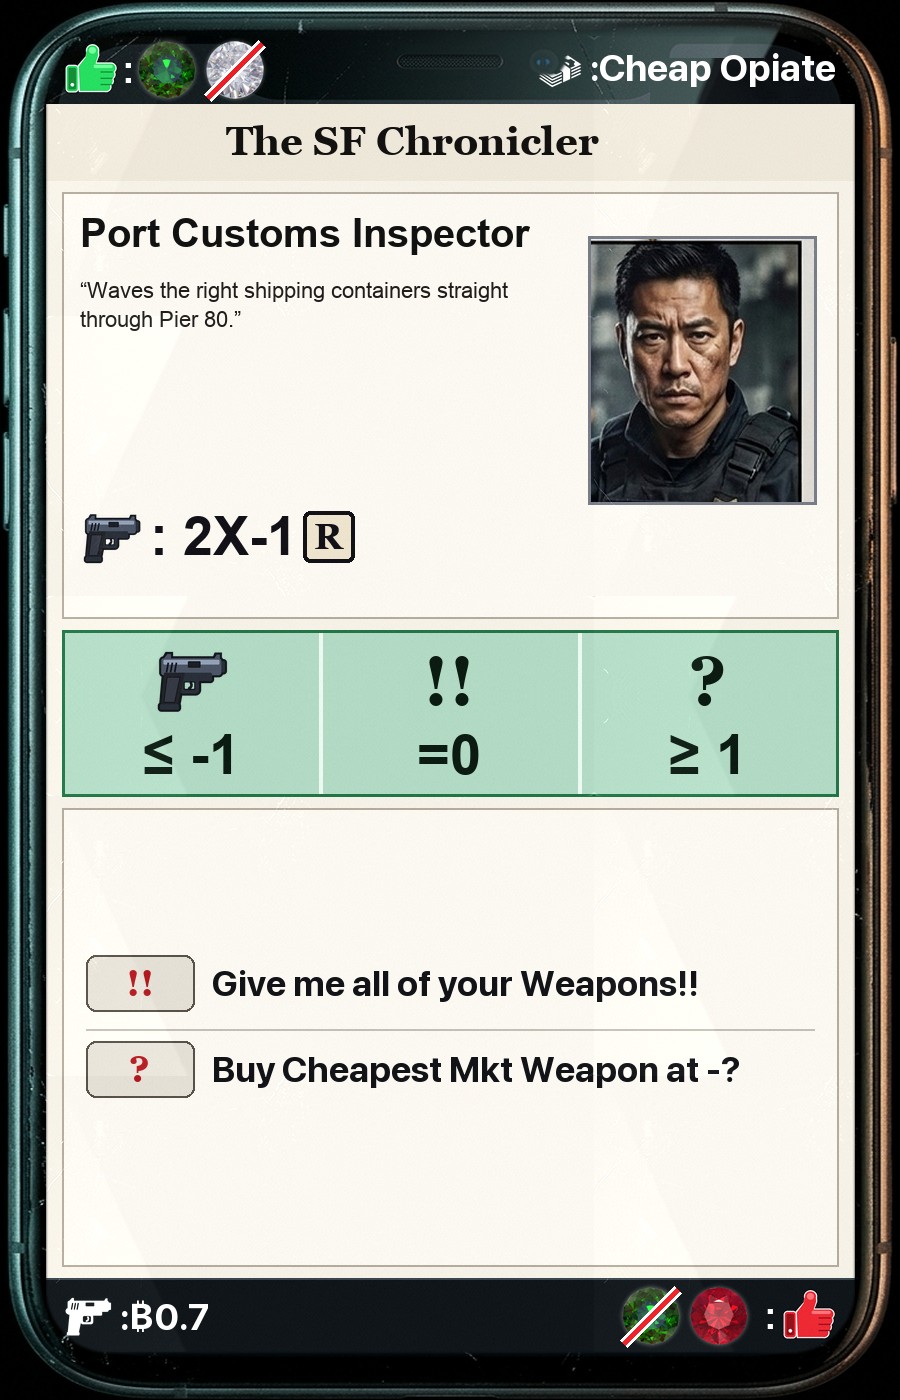 : :Cheap Opiate
The SF Chronicler
Port Customs Inspector
“Waves the right shipping containers straight
through Pier 80.”
: 2X-1 R
!! ?
≤ -1 =0 ≥ 1
!! Give me all of your Weapons!!
? Buy Cheapest Mkt Weapon at -?
:₿0.7 :